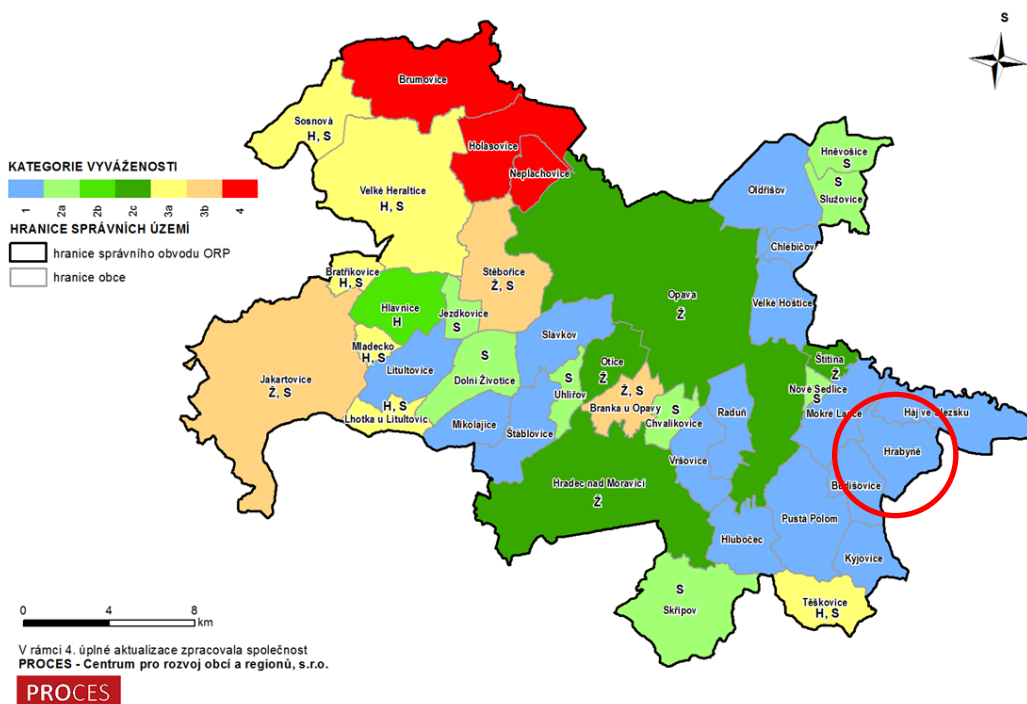 S
Brumovice
Sosnová
H, S
Holasovice
Neplachovice
Hněvošice
S
S
Služovice
KATEGORIE VYVÁŽENOSTI
1
2a
2b
2c
3a
3b
4
Velké Heraltice
H, S
Oldřišov
HRANICE SPRÁVNÍCH ÚZEMÍ
hranice správního obvodu ORP
hranice obce
Chlebičov
Bratříkovice
H, S
Stěbořice
Ž, S
Opava
Ž
Velké Hoštice
Hlavnice
H
Jezdkovice
S
Slavkov
Mladecko
H, S
Litultovice
S
Dolní Životice
Otice
Ž
Štítina
Ž
Jakartovice
Ž, S
S
Uhlířov
Ž, S
Branka u Opavy
Nové Sedlice
S
H, S
Lhotka u Litultovic
S
Chvalikovice
Raduň
Mokré Lazce
Háj ve Slezsku
Mikolajice
Štáblovice
Hrabyně
Vršovice
Hradec nad Moravicí
Ž
Budišovice
Pustá Polom
Hlubočec
Kyjovice
S
Skřipov
Těškovice
H, S
0 4 8
km
V rámci 4. úplné aktualizace zpracovala společnost
PROCES - Centrum pro rozvoj obcí a regionů, s.r.o.
PROCES